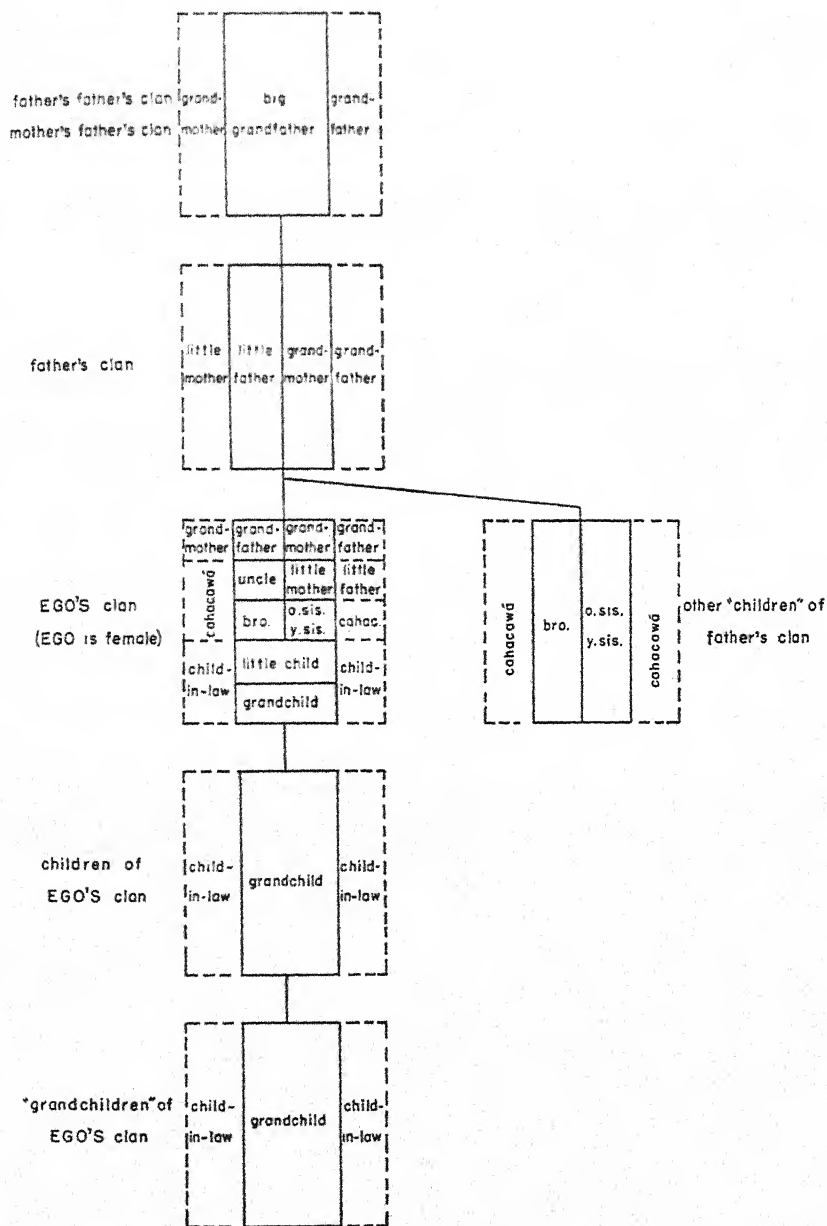 father's father's clan grand- big grand-
mother's father's clan mother grandfather father
father's clan
little little grand- grand-
mother father mother father
grand- grand- grand- grand-
mother father mother father
EGO'S clan
(EGO is female)
cahacawá
uncle little little
mother father
bro. o.sis. cahac.
y.sis.
child- little child child-
in-law in-law
grandchild
cahacawá
bro.
o.sis.
y.sis.
cahacawá
other "children" of
father's clan
children of
EGO'S clan
child- grandchild child-
in-law in-law
"grandchildren" of
EGO'S clan
child- grandchild child-
in-law in-law